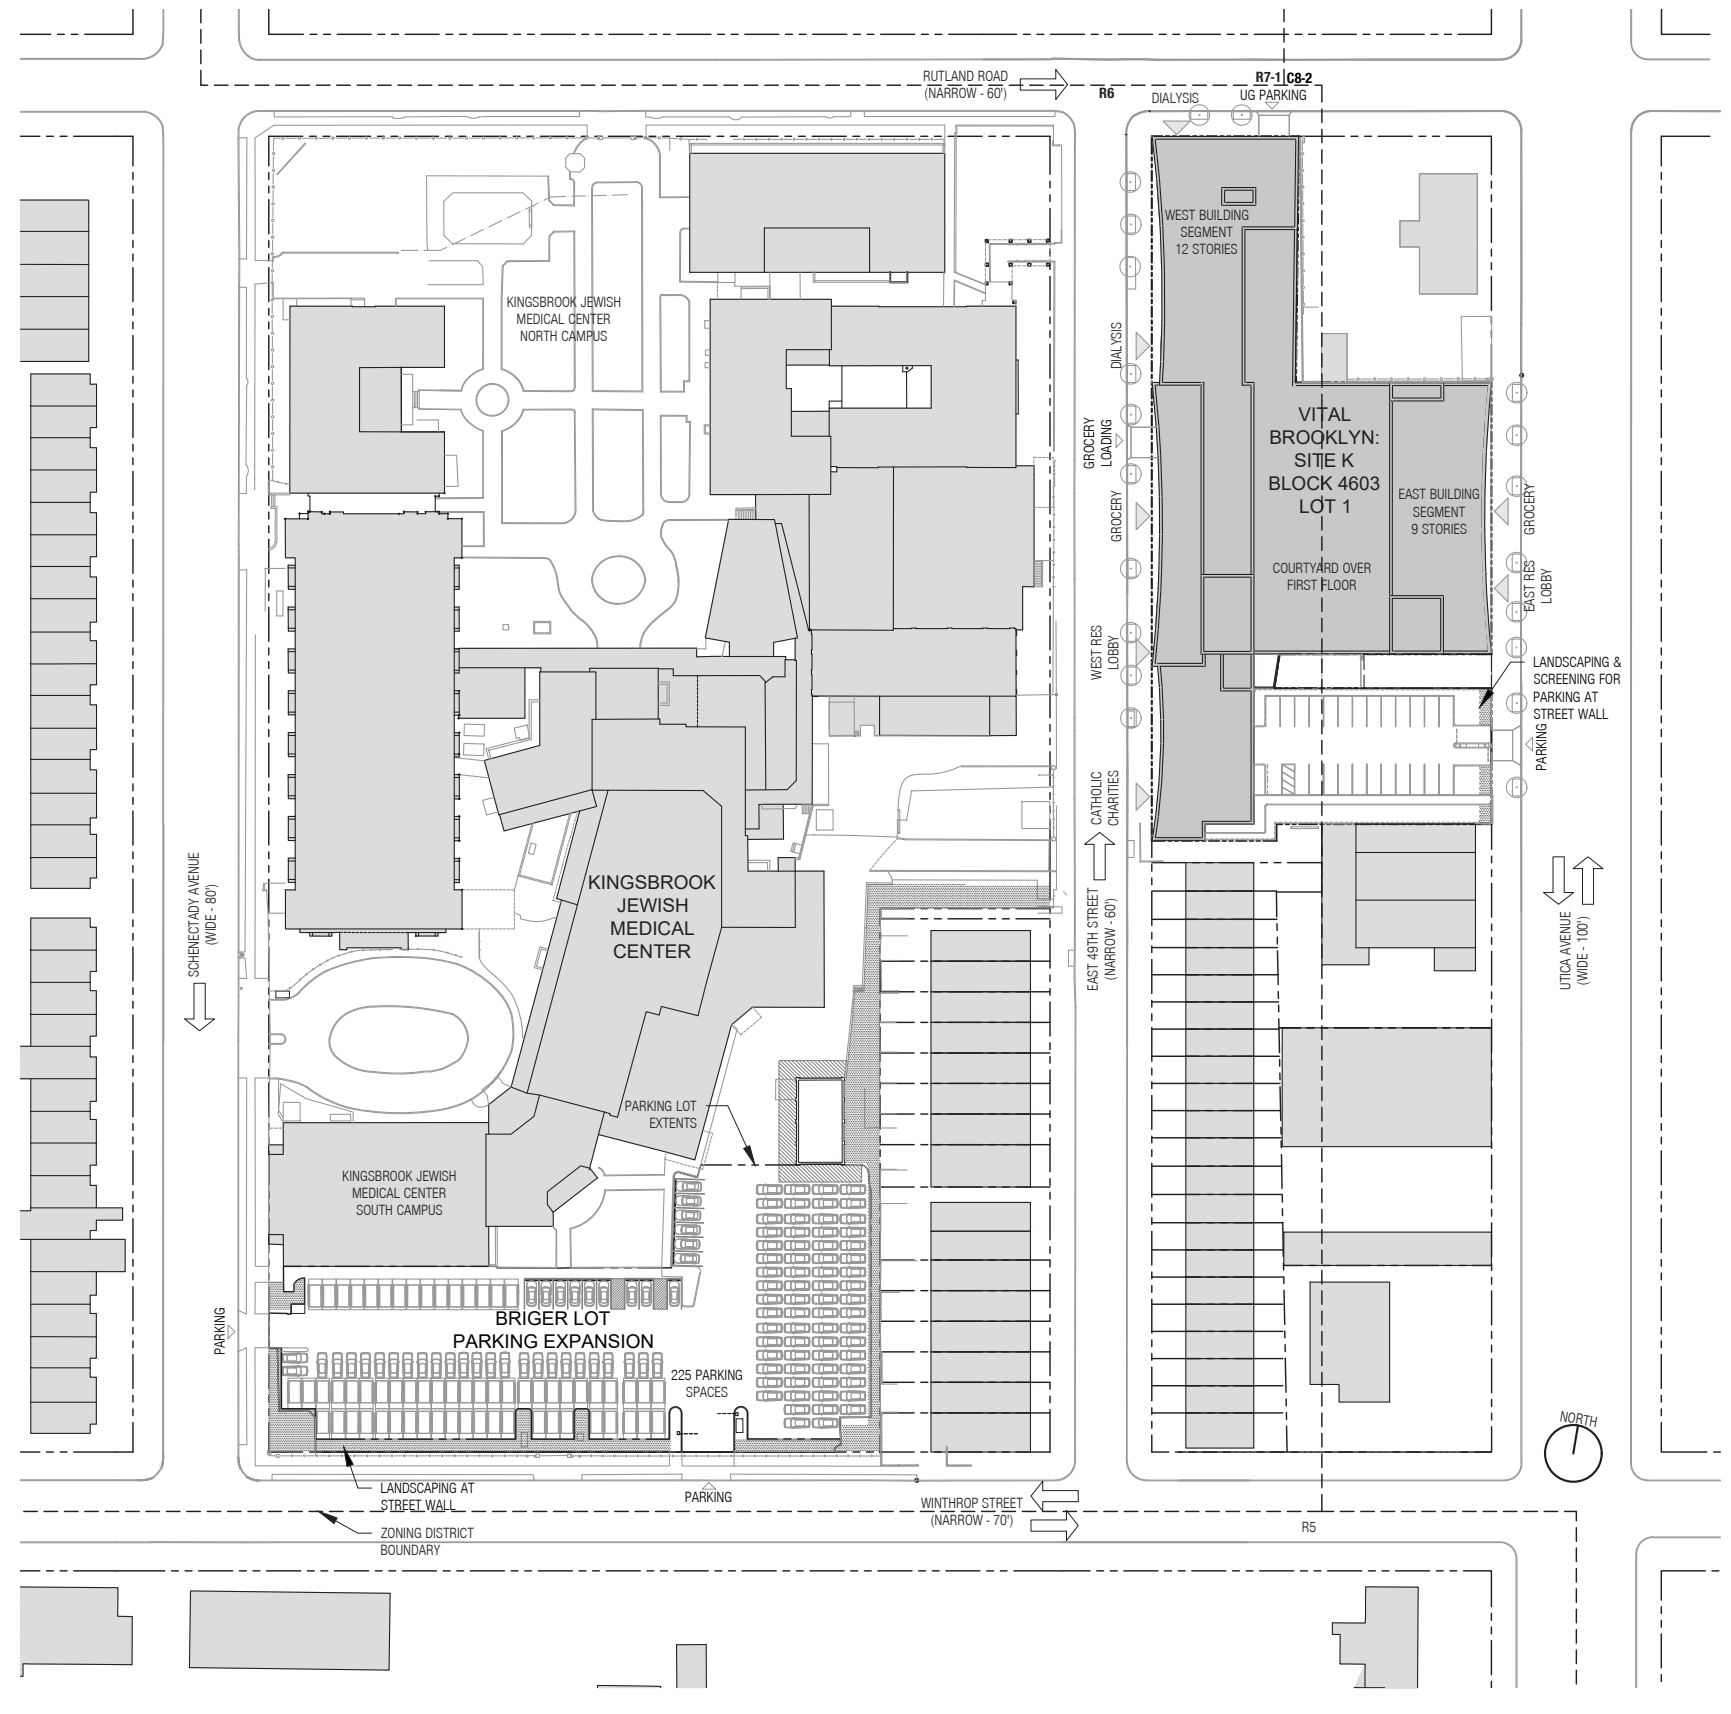 RUTLAND ROAD
(NARROW - 60')
R6
R7-1
C8-2
DIALYSIS
UG PARKING
WEST BUILDING
SEGMENT
12 STORIES
KINGSBROOK JEWISH
MEDICAL CENTER
NORTH CAMPUS
DIALYSIS
GROCERY
LOADING
GROCERY
WEST RES
LOBBY
CATHOLIC
CHARITIES
VITAL
BROOKLYN:
SITE K
BLOCK 4603
LOT 1
COURTYARD OVER
FIRST FLOOR
EAST BUILDING
SEGMENT
9 STORIES
GROCERY
EAST RES
LOBBY
LANDSCAPING &
SCREENING FOR
PARKING AT
STREET WALL
PARKING
SCHENECTADY AVENUE
(WIDE - 80')
KINGSBROOK
JEWISH
MEDICAL
CENTER
EAST 49TH STREET
(NARROW - 60')
UTICA AVENUE
(WIDE - 100')
PARKING LOT
EXTENTS
KINGSBROOK JEWISH
MEDICAL CENTER
SOUTH CAMPUS
PARKING
BRIGER LOT
PARKING EXPANSION
225 PARKING
SPACES
NORTH
LANDSCAPING AT
STREET WALL
PARKING
WINTHROP STREET
(NARROW - 70')
ZONING DISTRICT
BOUNDARY
R5